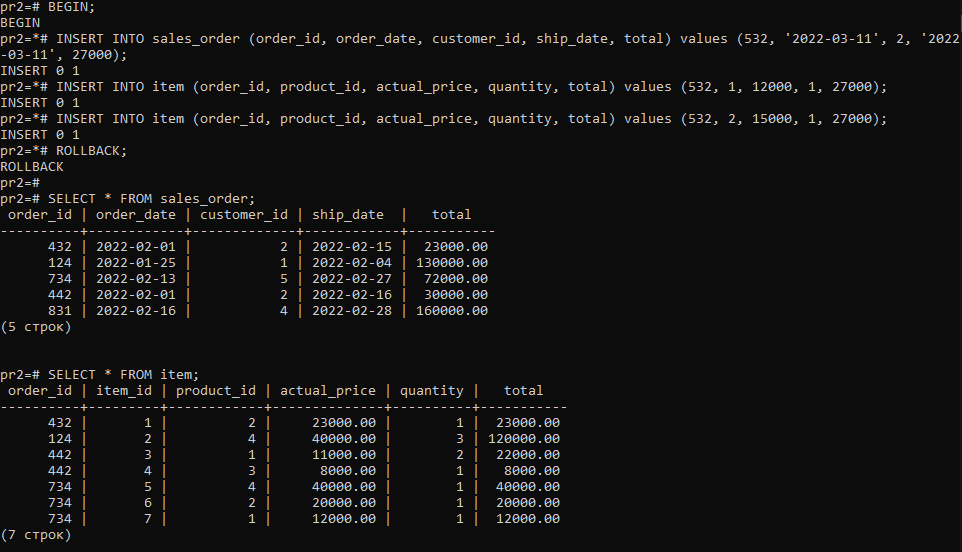 pr2=# BEGIN;
BEGIN
pr2=*# INSERT INTO sales_order (order_id, order_date, customer_id, ship_date, total) values (532, '2022-03-11', 2, '2022
-03-11', 27000);
INSERT 0 1
pr2=*# INSERT INTO item (order_id, product_id, actual_price, quantity, total) values (532, 1, 12000, 1, 27000);
INSERT 0 1
pr2=*# INSERT INTO item (order_id, product_id, actual_price, quantity, total) values (532, 2, 15000, 1, 27000);
INSERT 0 1
pr2=*# ROLLBACK;
ROLLBACK
pr2=#
pr2=# SELECT * FROM sales_order;
 order_id | order_date | customer_id | ship_date  |   total
----------+------------+-------------+------------+-----------
      432 | 2022-02-01 |           2 | 2022-02-15 |  23000.00
      124 | 2022-01-25 |           1 | 2022-02-04 | 130000.00
      734 | 2022-02-13 |           5 | 2022-02-27 |  72000.00
      442 | 2022-02-01 |           2 | 2022-02-16 |  30000.00
      831 | 2022-02-16 |           4 | 2022-02-28 | 160000.00
(5 строк)
pr2=# SELECT * FROM item;
 order_id | item_id | product_id | actual_price | quantity |   total
----------+---------+------------+--------------+----------+-----------
      432 |       1 |          2 |     23000.00 |        1 |  23000.00
      124 |       2 |          4 |     40000.00 |        3 | 120000.00
      442 |       3 |          1 |     11000.00 |        2 |  22000.00
      442 |       4 |          3 |      8000.00 |        1 |   8000.00
      734 |       5 |          4 |     40000.00 |        1 |  40000.00
      734 |       6 |          2 |     20000.00 |        1 |  20000.00
      734 |       7 |          1 |     12000.00 |        1 |  12000.00
(7 строк)